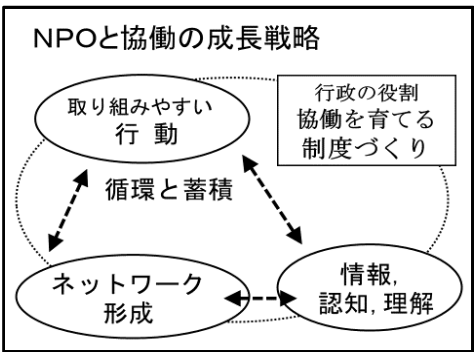 NPOと協働の成長戦略
取り組みやすい
行 動
行政の役割
協働を育てる
制度づくり
循環と蓄積
ネットワーク
形成
情報,
認知,理解